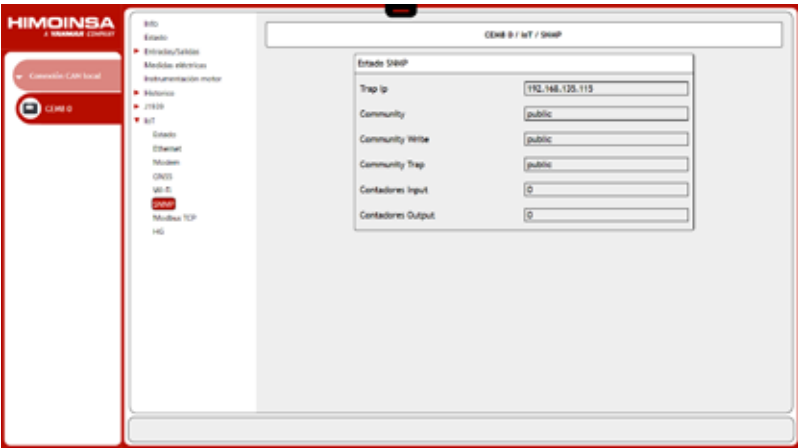 HIMOINSA
A YANMAR COMPANY
Conexión CAN local
CEM8 0
Info
Estado
Entradas/Salidas
Medidas eléctricas
Instrumentación motor
Historico
J1939
IoT
Estado
Ethernet
Modem
GNSS
Wi-Fi
SNMP
Modbus TCP
HG
CEM8 0 / IoT / SNMP
Estado SNMP
Trap Ip
192.168.135.115
Community
public
Community Write
public
Community Trap
public
Contadores Input
0
Contadores Output
0